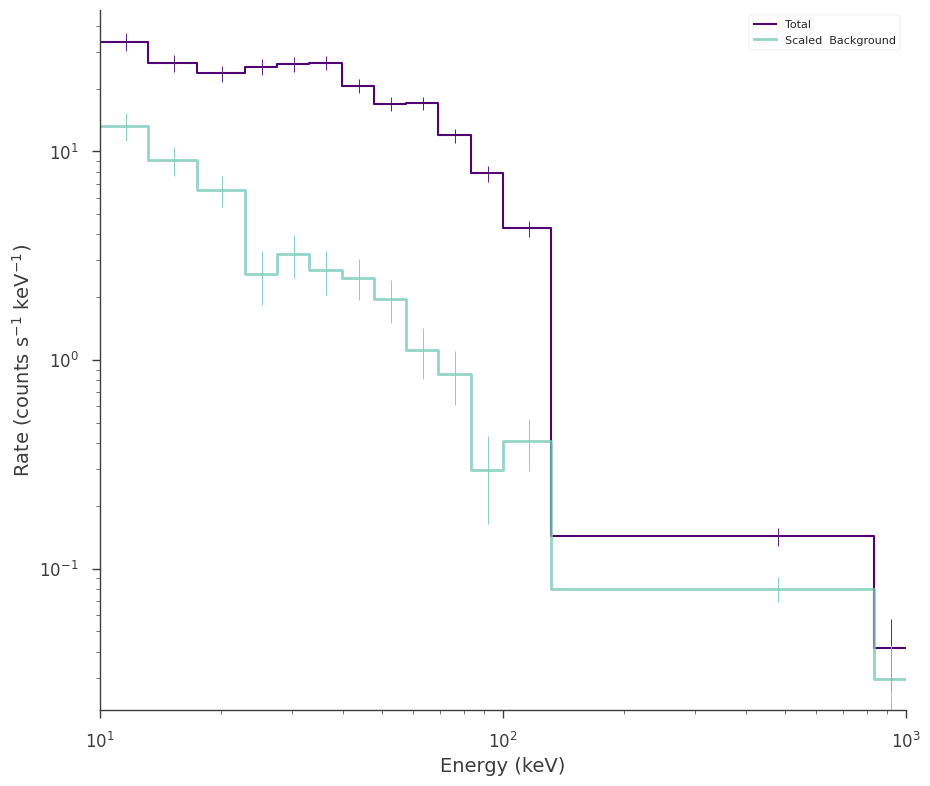 Total
Scaled  Background
10¹
10⁰
10⁻¹
Rate (counts s⁻¹ keV⁻¹)
10¹
10²
10³
Energy (keV)